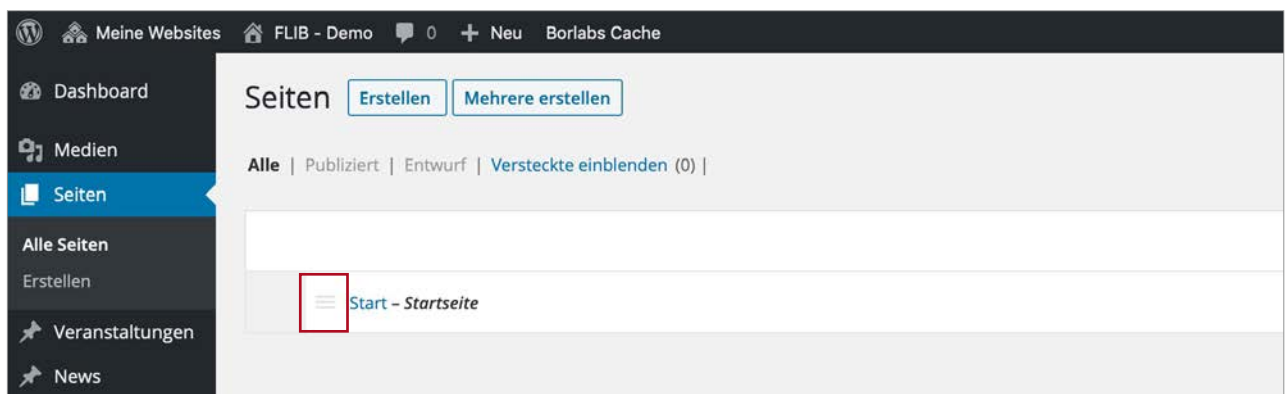 Meine Websites FLIB - Demo 0 Neu Borlabs Cache
Dashboard
Medien
Seiten
Alle Seiten
Erstellen
Veranstaltungen
News
Seiten Erstellen Mehrere erstellen
Alle | Publiziert | Entwurf | Versteckte einblenden (0) |
Start – Startseite